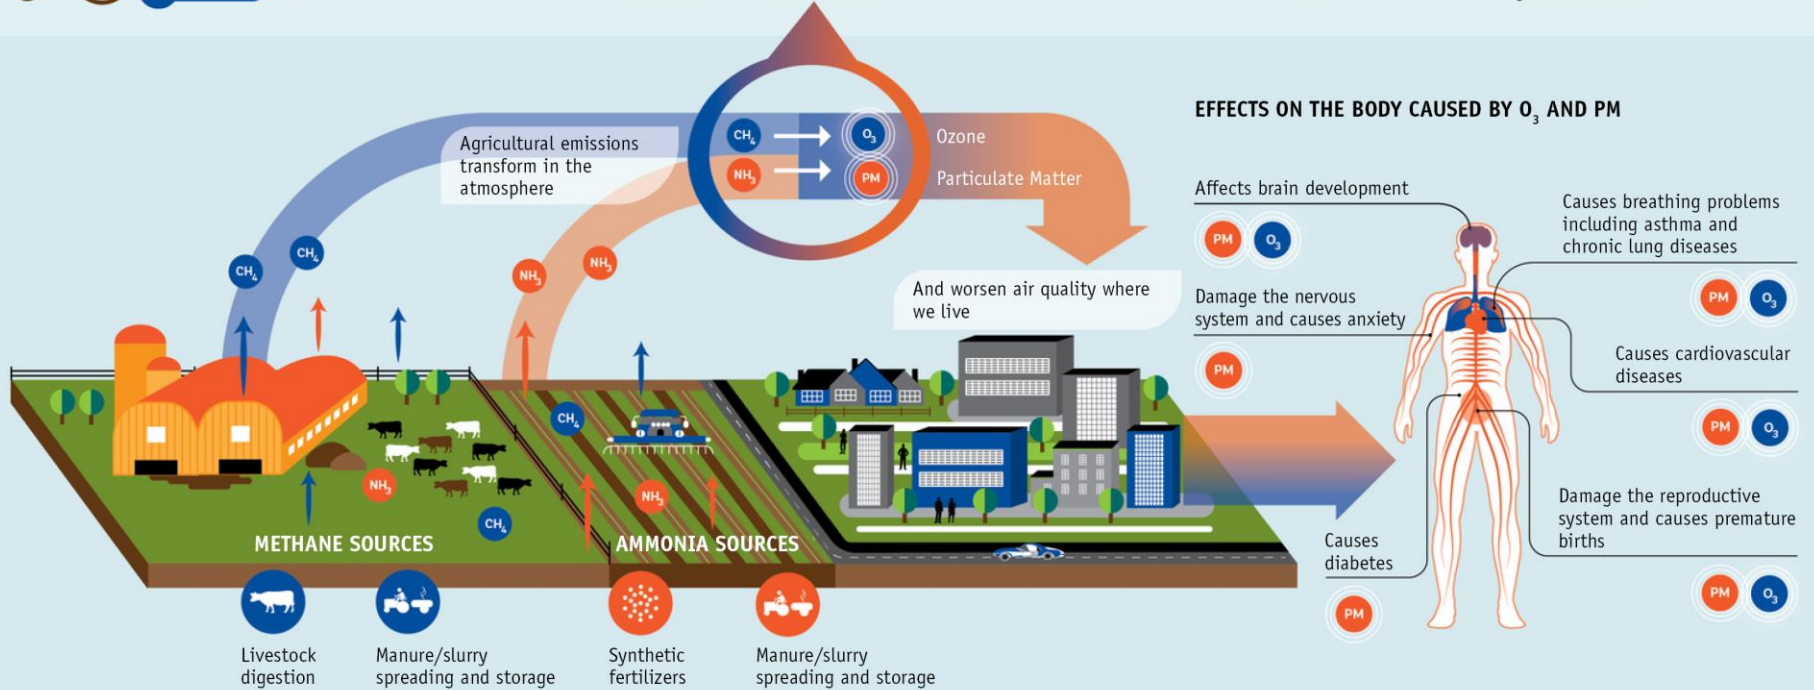 Agricultural emissions
transform in the
atmosphere
CH₄
O₃
Ozone
NH₃
PM
Particulate Matter
CH₄
CH₄
NH₃
NH₃
And worsen air quality where
we live
CH₄
NH₃
NH₃
CH₄
METHANE SOURCES
AMMONIA SOURCES
Livestock
digestion
Manure/slurry
spreading and storage
Synthetic
fertilizers
Manure/slurry
spreading and storage
EFFECTS ON THE BODY CAUSED BY O₃ AND PM
Affects brain development
PM
O₃
Damage the nervous
system and causes anxiety
PM
Causes
diabetes
PM
Causes breathing problems
including asthma and
chronic lung diseases
PM
O₃
Causes cardiovascular
diseases
PM
O₃
Damage the reproductive
system and causes premature
births
PM
O₃